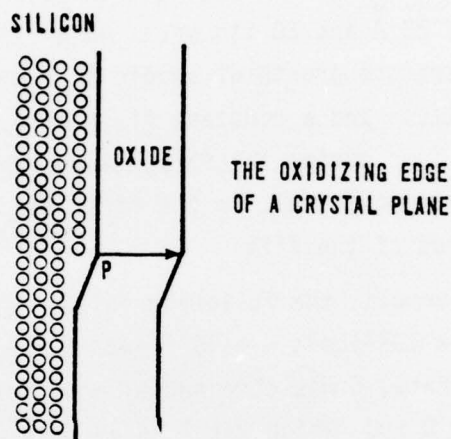 SILICON
OXIDE
THE OXIDIZING EDGE
OF A CRYSTAL PLANE
P